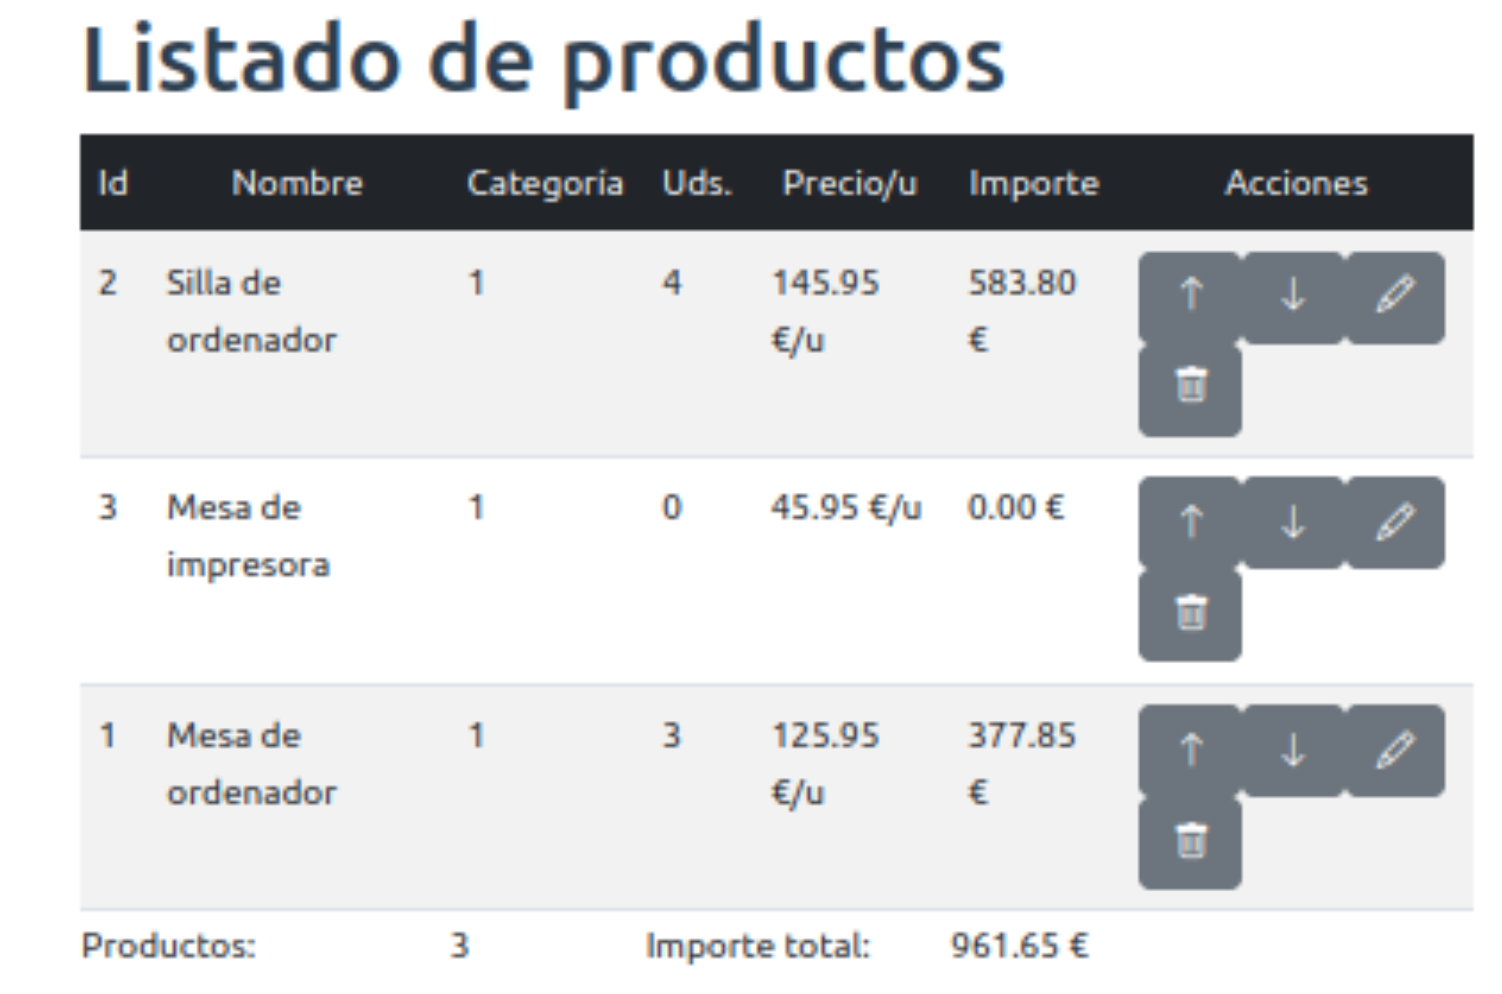 Listado de productos
Id Nombre Categoría Uds. Precio/u Importe Acciones
2 Silla de 1 4 145.95 583.80
ordenador €/u €
3 Mesa de 1 0 45.95 €/u 0.00 €
impresora
1 Mesa de 1 3 125.95 377.85
ordenador €/u €
Productos: 3 Importe total: 961.65 €